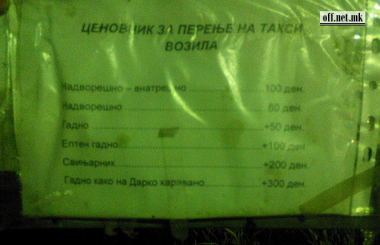 off.net.mk
ЦЕНОВНИК ЗА ПЕРЕЊЕ НА ТАКСИ
ВОЗИЛА
Надворешно – внатрешно 100 ден.
Надворешно 60 ден.
Гадно +50 ден.
Ептен гадно +100 ден.
Свињарник +200 ден.
Гадно како на Дарко каравано +300 ден.